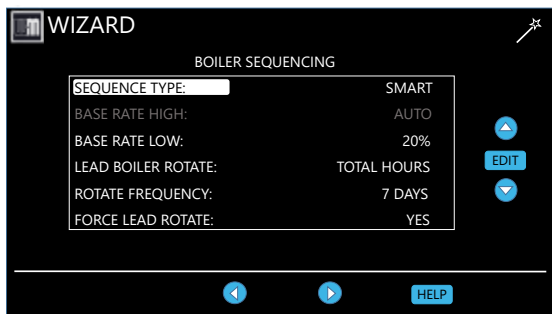 WIZARD
BOILER SEQUENCING
SEQUENCE TYPE: SMART
BASE RATE HIGH: AUTO
BASE RATE LOW: 20%
LEAD BOILER ROTATE: TOTAL HOURS
ROTATE FREQUENCY: 7 DAYS
FORCE LEAD ROTATE: YES
EDIT
HELP